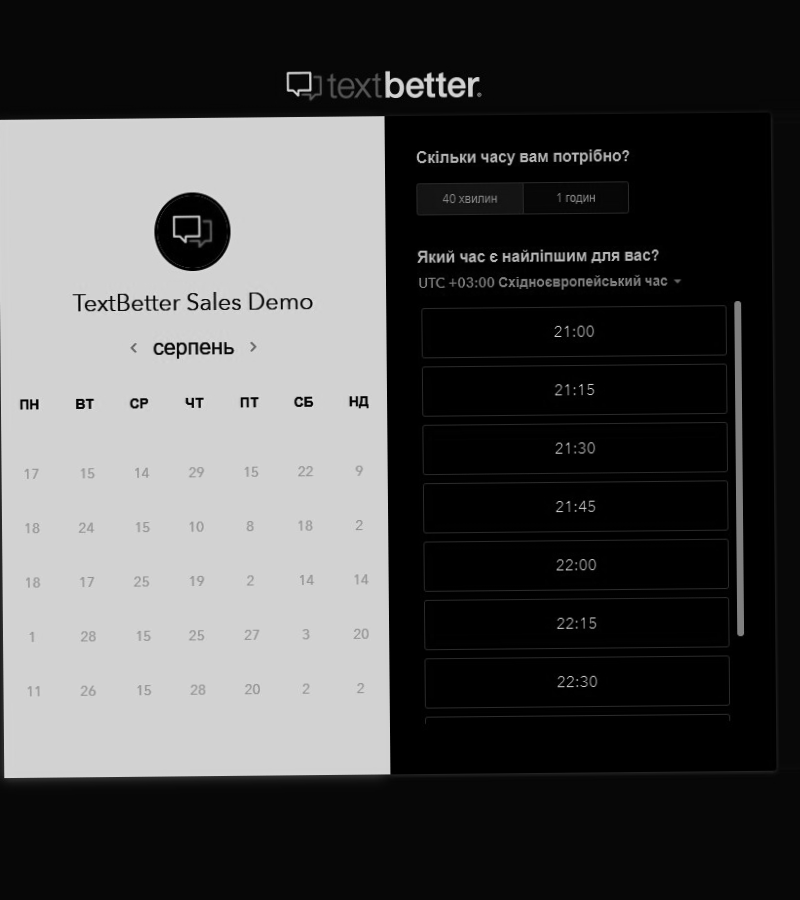 textbetter.
TextBetter Sales Demo
серпень
ПН ВТ СР ЧТ ПТ СБ НД
17 15 14 29 15 22 9
18 24 15 10 8 18 2
18 17 25 19 2 14 14
1 28 15 25 27 3 20
11 26 15 28 20 2 2
Скільки часу вам потрібно?
40 хвилин 1 годин
Який час є найліпшим для вас?
UTC +03:00 Східноєвропейський час
21:00
21:15
21:30
21:45
22:00
22:15
22:30